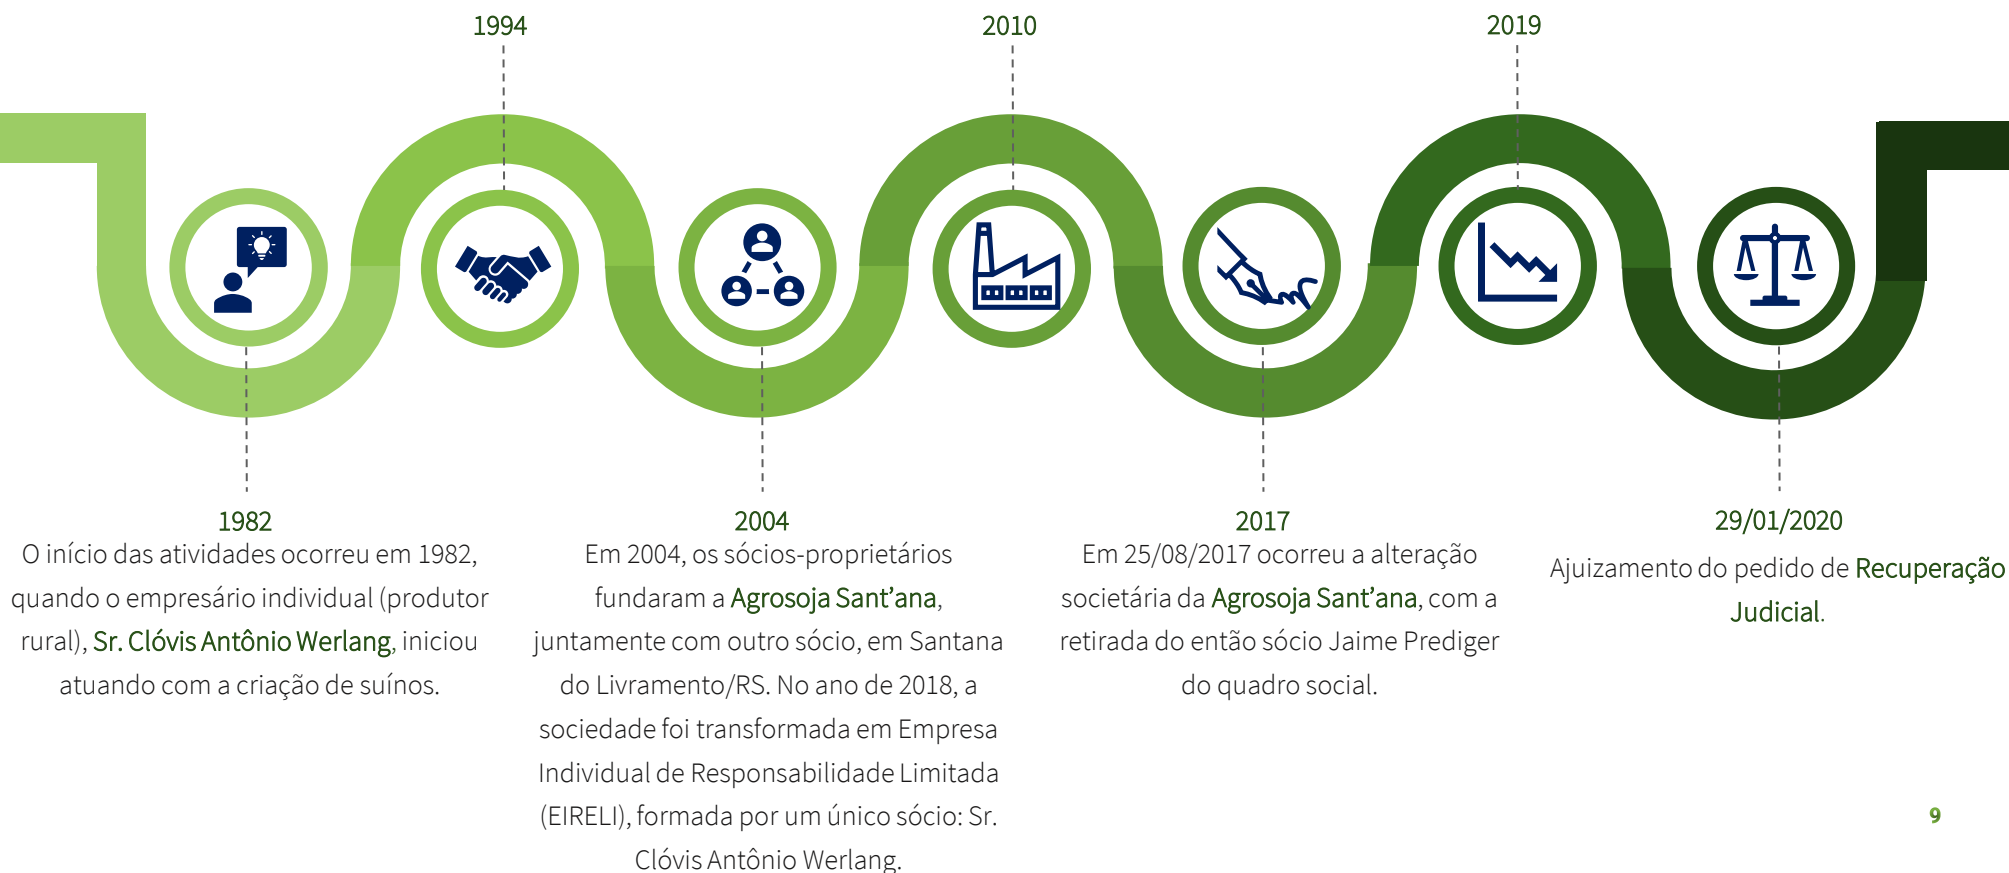 1994
2010
2019
1982
O início das atividades ocorreu em 1982,
quando o empresário individual (produtor
rural), Sr. Clóvis Antônio Werlang, iniciou
atuando com a criação de suínos.
2004
Em 2004, os sócios-proprietários
fundaram a Agrosoja Sant’ana,
juntamente com outro sócio, em Santana
do Livramento/RS. No ano de 2018, a
sociedade foi transformada em Empresa
Individual de Responsabilidade Limitada
(EIRELI), formada por um único sócio: Sr.
Clóvis Antônio Werlang.
2017
Em 25/08/2017 ocorreu a alteração
societária da Agrosoja Sant’ana, com a
retirada do então sócio Jaime Prediger
do quadro social.
29/01/2020
Ajuizamento do pedido de Recuperação
Judicial.
9